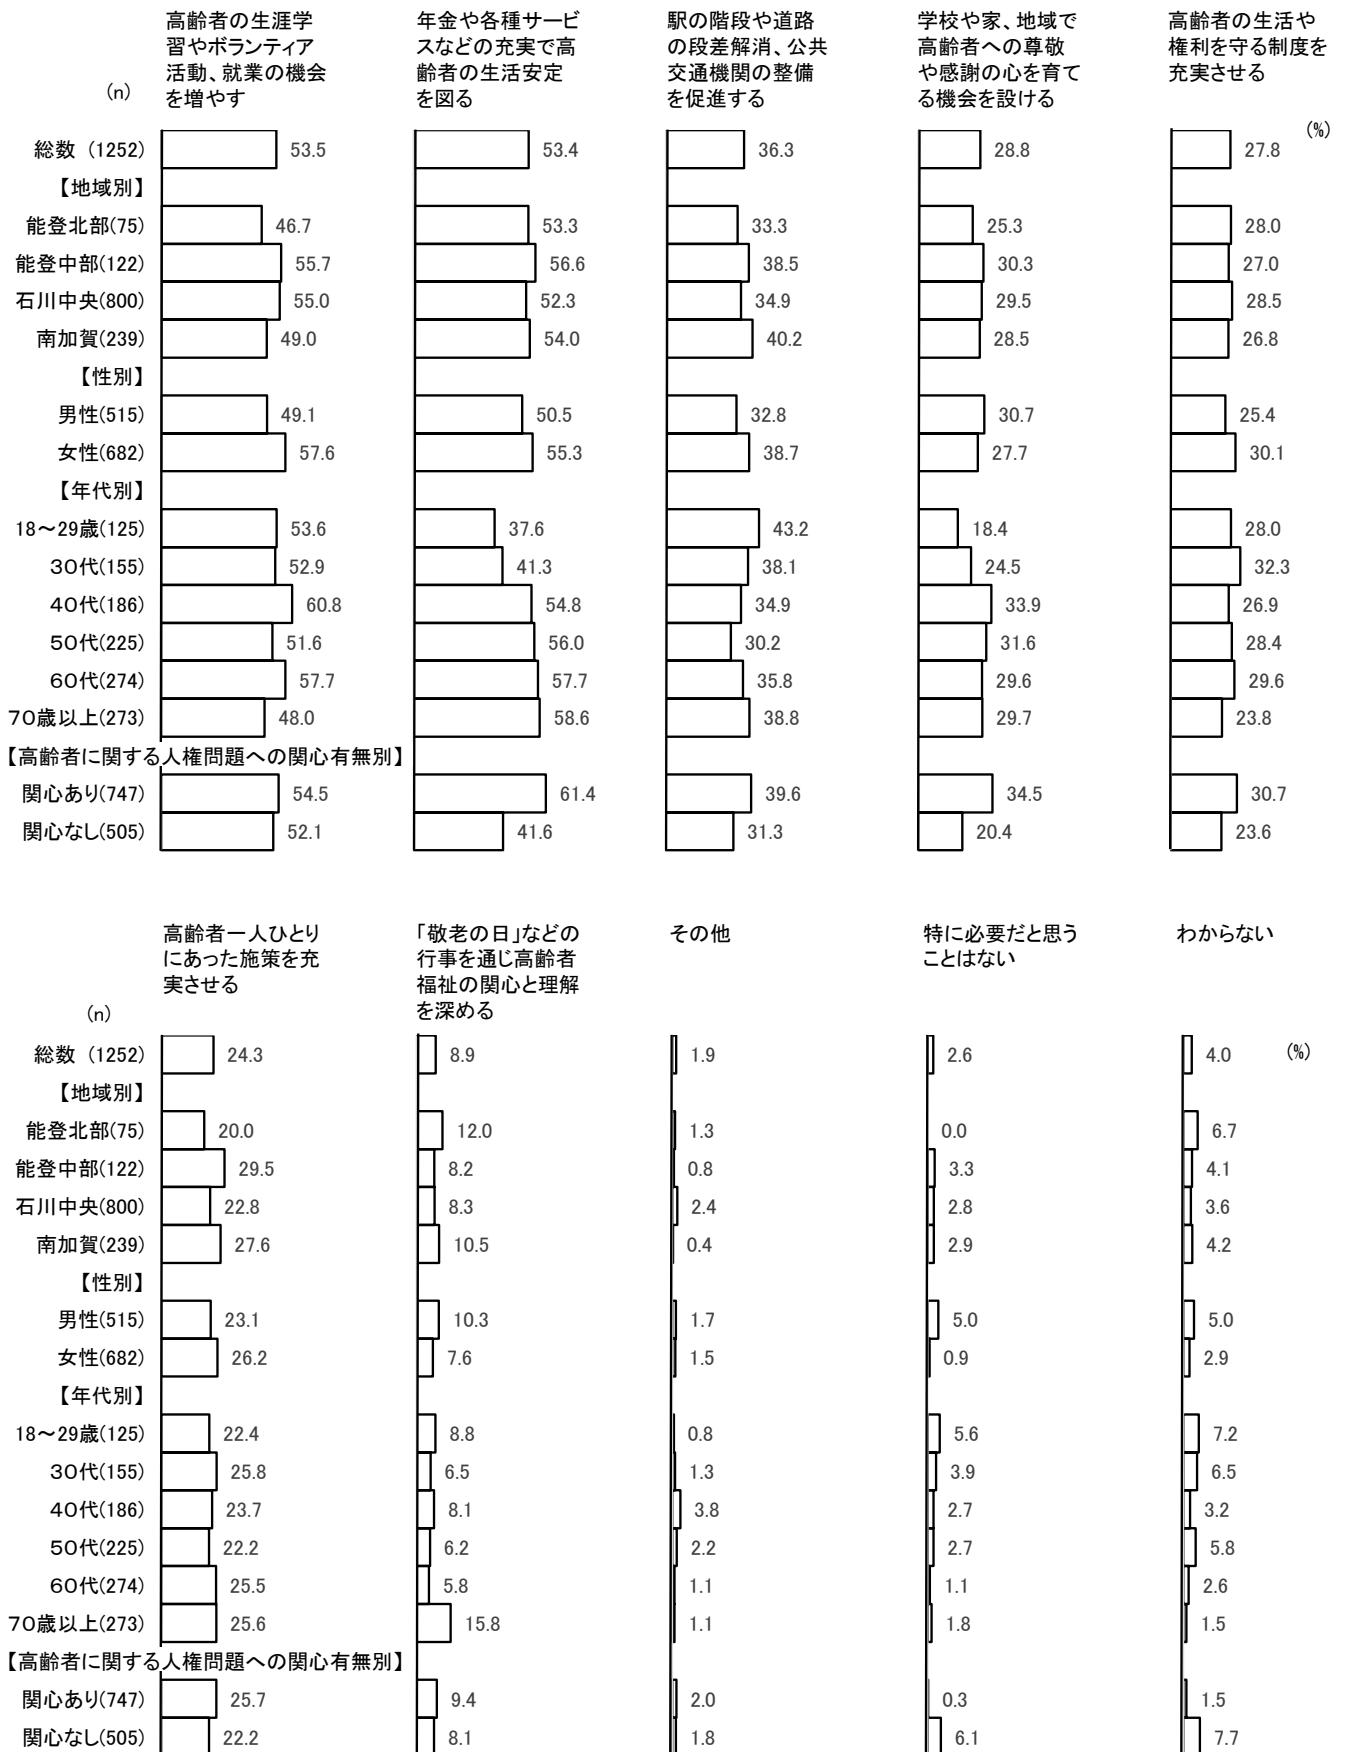 高齢者の生涯学
習やボランティア
活動、就業の機会
を増やす
年金や各種サービ
スなどの充実で高
齢者の生活安定
を図る
駅の階段や道路
の段差解消、公共
交通機関の整備
を促進する
学校や家、地域で
高齢者への尊敬
や感謝の心を育て
る機会を設ける
高齢者の生活や
権利を守る制度を
充実させる
(n)
(%)
総数 (1252) 53.5 53.4 36.3 28.8 27.8
【地域別】
能登北部(75) 46.7 53.3 33.3 25.3 28.0
能登中部(122) 55.7 56.6 38.5 30.3 27.0
石川中央(800) 55.0 52.3 34.9 29.5 28.5
南加賀(239) 49.0 54.0 40.2 28.5 26.8
【性別】
男性(515) 49.1 50.5 32.8 30.7 25.4
女性(682) 57.6 55.3 38.7 27.7 30.1
【年代別】
18～29歳(125) 53.6 37.6 43.2 18.4 28.0
30代(155) 52.9 41.3 38.1 24.5 32.3
40代(186) 60.8 54.8 34.9 33.9 26.9
50代(225) 51.6 56.0 30.2 31.6 28.4
60代(274) 57.7 57.7 35.8 29.6 29.6
70歳以上(273) 48.0 58.6 38.8 29.7 23.8
【高齢者に関する人権問題への関心有無別】
関心あり(747) 54.5 61.4 39.6 34.5 30.7
関心なし(505) 52.1 41.6 31.3 20.4 23.6
高齢者一人ひとり
にあった施策を充
実させる
「敬老の日」などの
行事を通じ高齢者
福祉の関心と理解
を深める
その他
特に必要だと思う
ことはない
わからない
(n)
総数 (1252) 24.3 8.9 1.9 2.6 4.0 (%)
【地域別】
能登北部(75) 20.0 12.0 1.3 0.0 6.7
能登中部(122) 29.5 8.2 0.8 3.3 4.1
石川中央(800) 22.8 8.3 2.4 2.8 3.6
南加賀(239) 27.6 10.5 0.4 2.9 4.2
【性別】
男性(515) 23.1 10.3 1.7 5.0 5.0
女性(682) 26.2 7.6 1.5 0.9 2.9
【年代別】
18～29歳(125) 22.4 8.8 0.8 5.6 7.2
30代(155) 25.8 6.5 1.3 3.9 6.5
40代(186) 23.7 8.1 3.8 2.7 3.2
50代(225) 22.2 6.2 2.2 2.7 5.8
60代(274) 25.5 5.8 1.1 1.1 2.6
70歳以上(273) 25.6 15.8 1.1 1.8 1.5
【高齢者に関する人権問題への関心有無別】
関心あり(747) 25.7 9.4 2.0 0.3 1.5
関心なし(505) 22.2 8.1 1.8 6.1 7.7